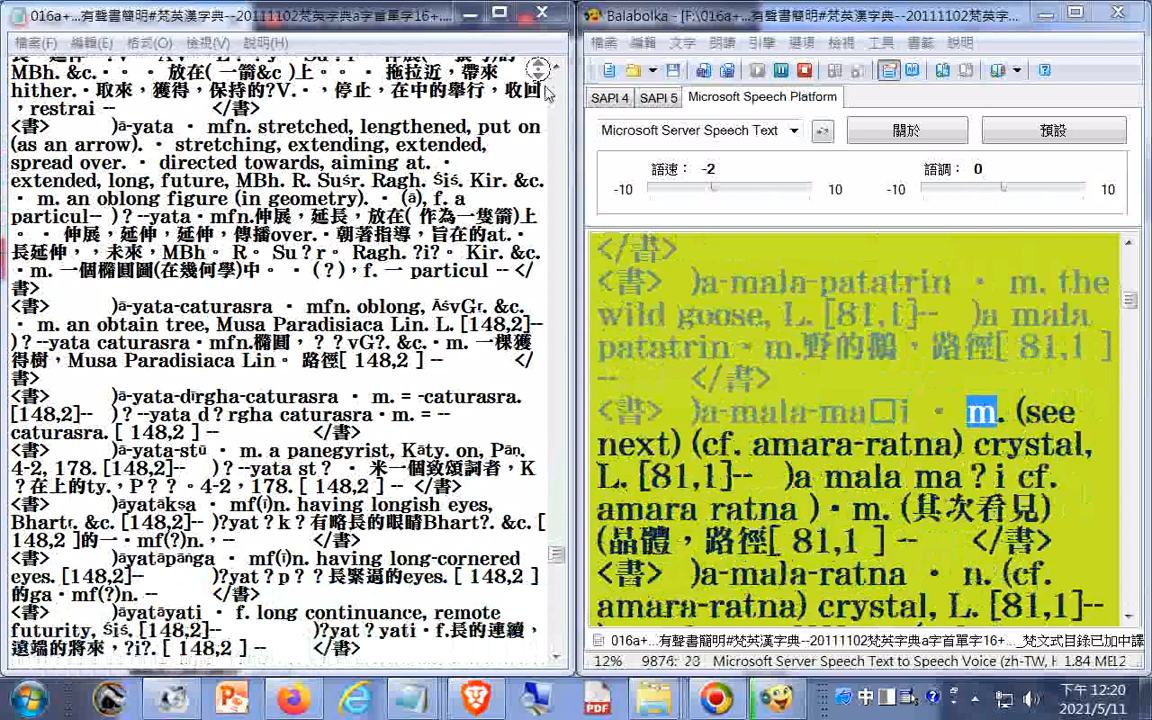 有聲書簡明#梵英漢字典--20111102梵英字典a字首單字16+...
檔案(F) 編輯(E) 格式(O) 檢視(V) 說明(H)
MBh. &c.• • 放在( 一箭&c )上。• 拖拉近，帶來
hither.•取來，獲得，保持的?V.•，停止，在中的舉行，收回
，restrai -- </書>
<書> )ā-yata • mfn. stretched, lengthened, put on
(as an arrow). • stretching, extending, extended,
spread over. • directed towards, aiming at. •
extended, long, future, MBh. R. Suśr. Ragh. Śiś. Kir. &c.
• m. an oblong figure (in geometry). • (ā), f. a
particul-- )？--yata•mfn.伸展，延長，放在( 作為一隻箭)上
。• 伸展，延伸，延伸，傳播over.•朝著指導，旨在的at.•
長延伸，，未來，MBh。R. Su？r。Ragh. ?i?。Kir. &c.
•m. 一個橢圓圖(在幾何學)中。•(？)，f. 一 particul -- </
書>
<書> )ā-yata-caturasra • mfn. oblong, ĀśvGṛ. &c.
• m. an obtain tree, Musa Paradisiaca Lin. L. [148,2]--
)？--yata caturasra•mfn.橢圓，？？vG?. &c.•m. 一棵獲
得樹，Musa Paradisiaca Lin。路徑[ 148,2 ] -- </
書>
<書> )ā-yata-dīrgha-caturasra • m. = -caturasra.
[148,2]-- )？--yata d？rgha caturasra•m. = --
caturasra. [ 148,2 ] </書>
<書> )ā-yata-stū • m. a panegyrist, Kāty. on, Pāṇ.
4-2, 178. [148,2]-- )？--yata st？ • 米一個致頌詞者，K
？在上的ty.，P？？。4-2，178. [ 148,2 ] -- </書>
<書> )āyatākṣa • mf(ī)n. having longish eyes,
Bhartṛ. &c. [148,2]-- )?yat？k？有略長的眼睛Bhart?. &c. [
148,2 ]的一•mf(?)n.， -- </書>
<書> )āyatāpāṅga • mf(ī)n. having long-cornered
eyes. [148,2]-- )?yat？p？？長緊逼的eyes. [ 148,2 ]
的ga•mf(?)n. -- </書>
<書> )āyatāyati • f. long continuance, remote
futurity, Śiś. [148,2]-- )?yat？yati•f.長的連續，
遠端的將來，?i?. [ 148,2 ] -- </書>
Balabolka - [F:\016a+...有聲書簡明#梵英漢字典--20111102梵英字...
檔案 編輯 文字 朗讀 引擎 選項 檢視 工具 書籤 說明
SAPI 4 SAPI 5 Microsoft Speech Platform
Microsoft Server Speech Text 關於 預設
語速： -2 語調： 0
-10 10 -10 10
</書>
<書> )a-mala-patatrin • m. the
wild goose, L. [81,1]-- )a mala
patatrin•m.野的鵝，路徑[ 81,1 ]
-- </書>
<書> )a-mala-ma□i • m. (see
next) (cf. amara-ratna) crystal,
L. [81,1]-- )a mala ma？i cf.
amara ratna )•m. (其次看見)
(晶體，路徑[ 81,1 ] -- </書>
<書> )a-mala-ratna • n. (cf.
amara-ratna) crystal, L. [81,1]--
016a+...有聲書簡明#梵英漢字典--20111102梵英字典a字首單字16+..._梵文式目錄已加中譯
12% 9876: 23 Microsoft Server Speech Text to Speech Voice (zh-TW, 1.84 MB
中
下午 12:20
2021/5/11